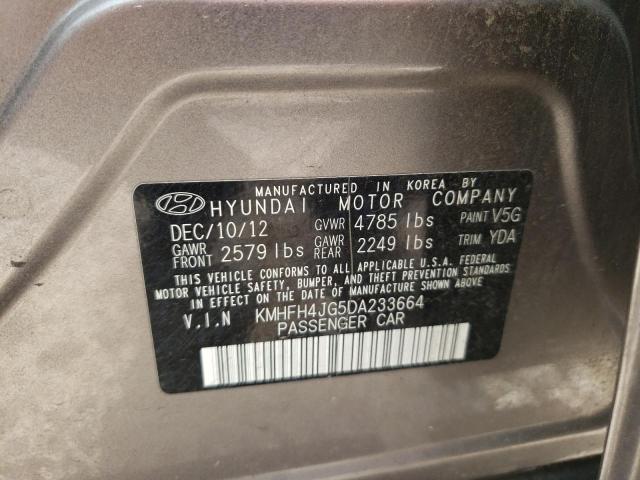 MANUFACTURED IN KOREA BY
HYUNDAI MOTOR COMPANY
DEC/10/12 GVWR 4785 lbs PAINT V5G
GAWR FRONT 2579 lbs GAWR REAR 2249 lbs TRIM YDA
THIS VEHICLE CONFORMS TO ALL APPLICABLE U.S.A. FEDERAL
MOTOR VEHICLE SAFETY, BUMPER, AND THEFT PREVENTION STANDARDS
IN EFFECT ON THE DATE OF MANUFACTURE SHOWN ABOVE
V.I.N KMHFH4JG5DA233664
PASSENGER CAR